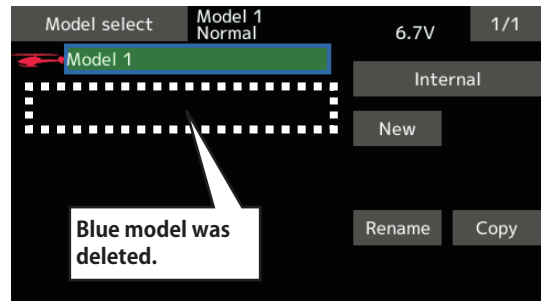 Model select
Model 1
Normal
6.7V
1/1
Model 1
Internal
New
Blue model was
deleted.
Rename
Copy